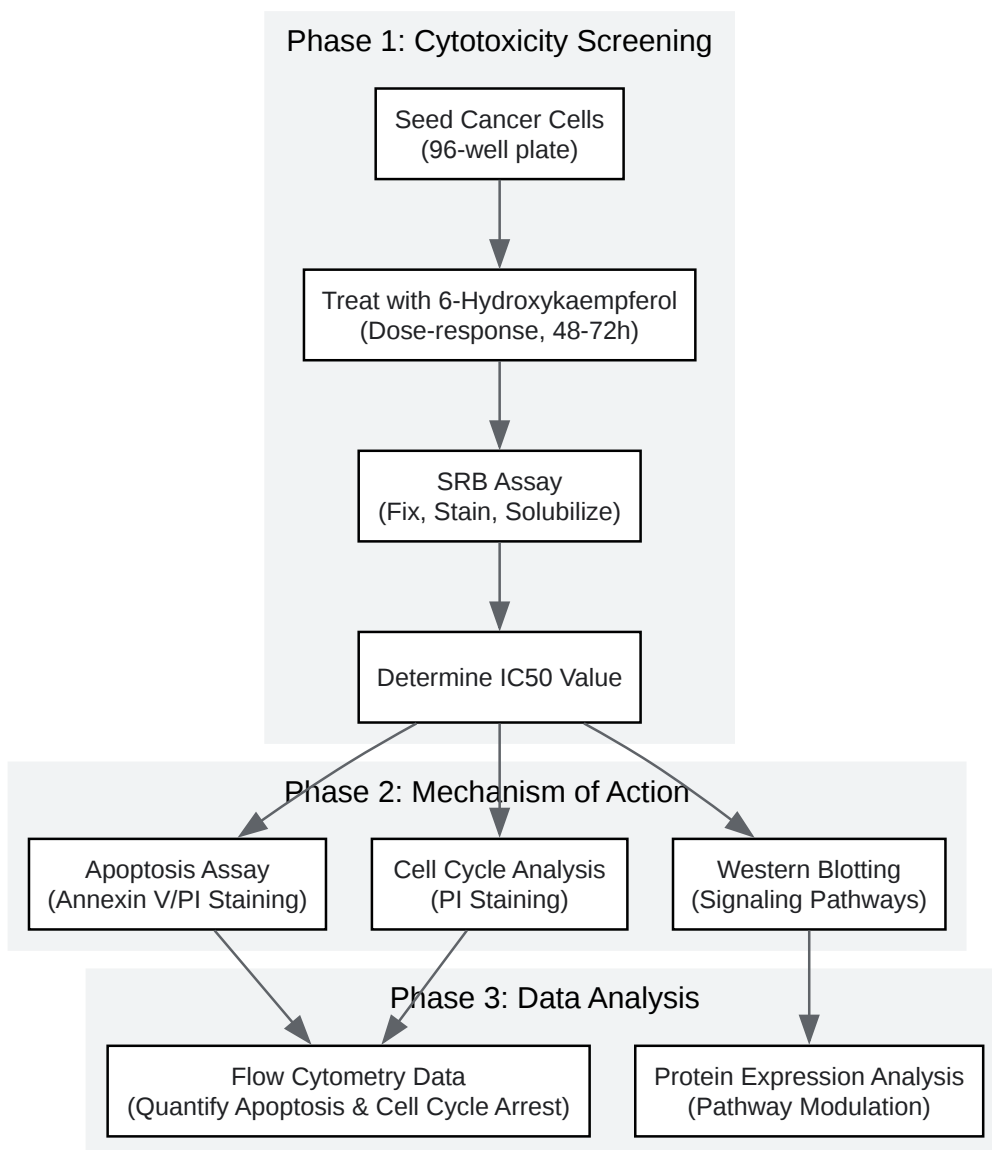 Phase 1: Cytotoxicity Screening
Seed Cancer Cells
(96-well plate)
Treat with 6-Hydroxykaempferol
(Dose-response, 48-72h)
SRB Assay
(Fix, Stain, Solubilize)
Determine IC50 Value
Phase 2: Mechanism of Action
Apoptosis Assay
(Annexin V/PI Staining)
Cell Cycle Analysis
(PI Staining)
Western Blotting
(Signaling Pathways)
Phase 3: Data Analysis
Flow Cytometry Data
(Quantify Apoptosis & Cell Cycle Arrest)
Protein Expression Analysis
(Pathway Modulation)